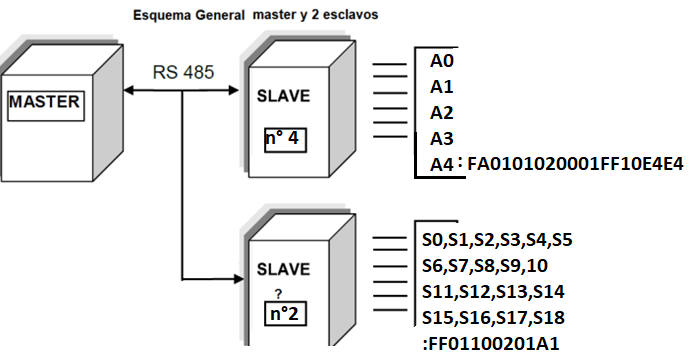 Esquema General master y 2 esclavos
MASTER
RS 485
SLAVE
n° 4
A0
A1
A2
A3
A4 :FA0101020001FF10E4E4
SLAVE
?
n°2
S0,S1,S2,S3,S4,S5
S6,S7,S8,S9,10
S11,S12,S13,S14
S15,S16,S17,S18
:FF01100201A1